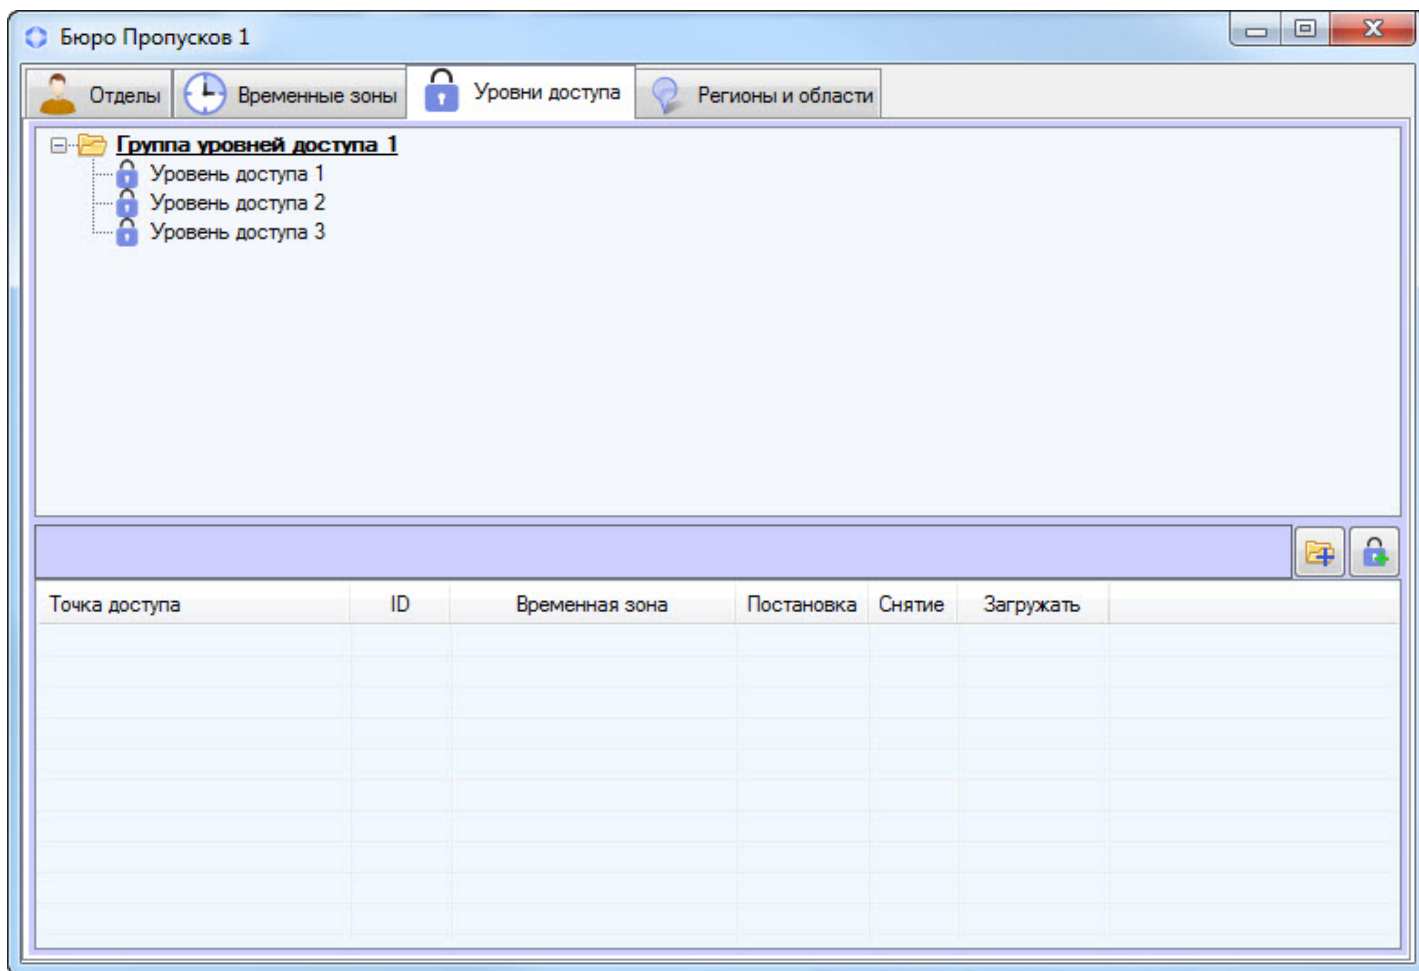 Бюро Пропусков 1
Отделы Временные зоны Уровни доступа Регионы и области
Группа уровней доступа 1
Уровень доступа 1
Уровень доступа 2
Уровень доступа 3
Точка доступа ID Временная зона Постановка Снятие Загружать